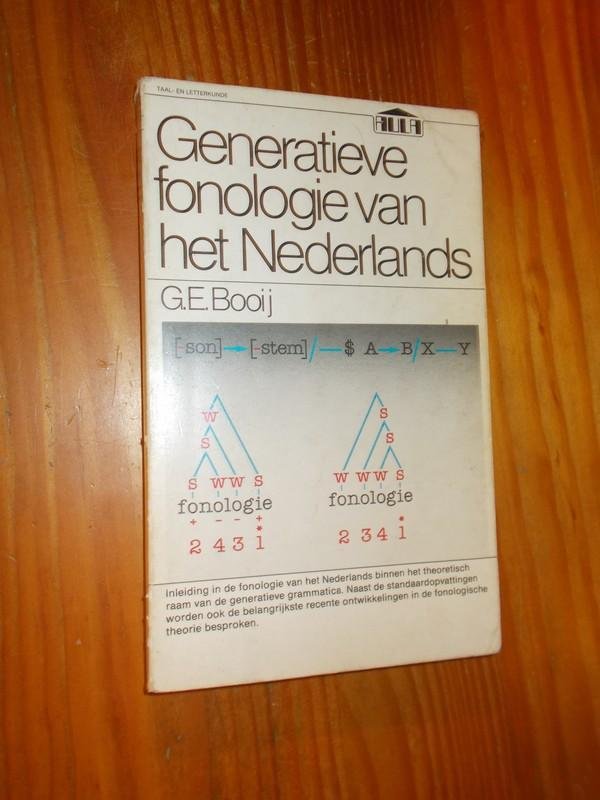 TAAL- EN LETTERKUNDE
AULA
Generatieve
fonologie van
het Nederlands
G.E. Booij
[-son]→[-stem]/—$ A→B/X—Y
w
s
s w w s
fonologie
+ - - +
*
2 4 3 1
s
s
w w w s
fonologie
*
2 3 4 1
Inleiding in de fonologie van het Nederlands binnen het theoretisch
raam van de generatieve grammatica. Naast de standaardopvattingen
worden ook de belangrijkste recente ontwikkelingen in de fonologische
theorie besproken.